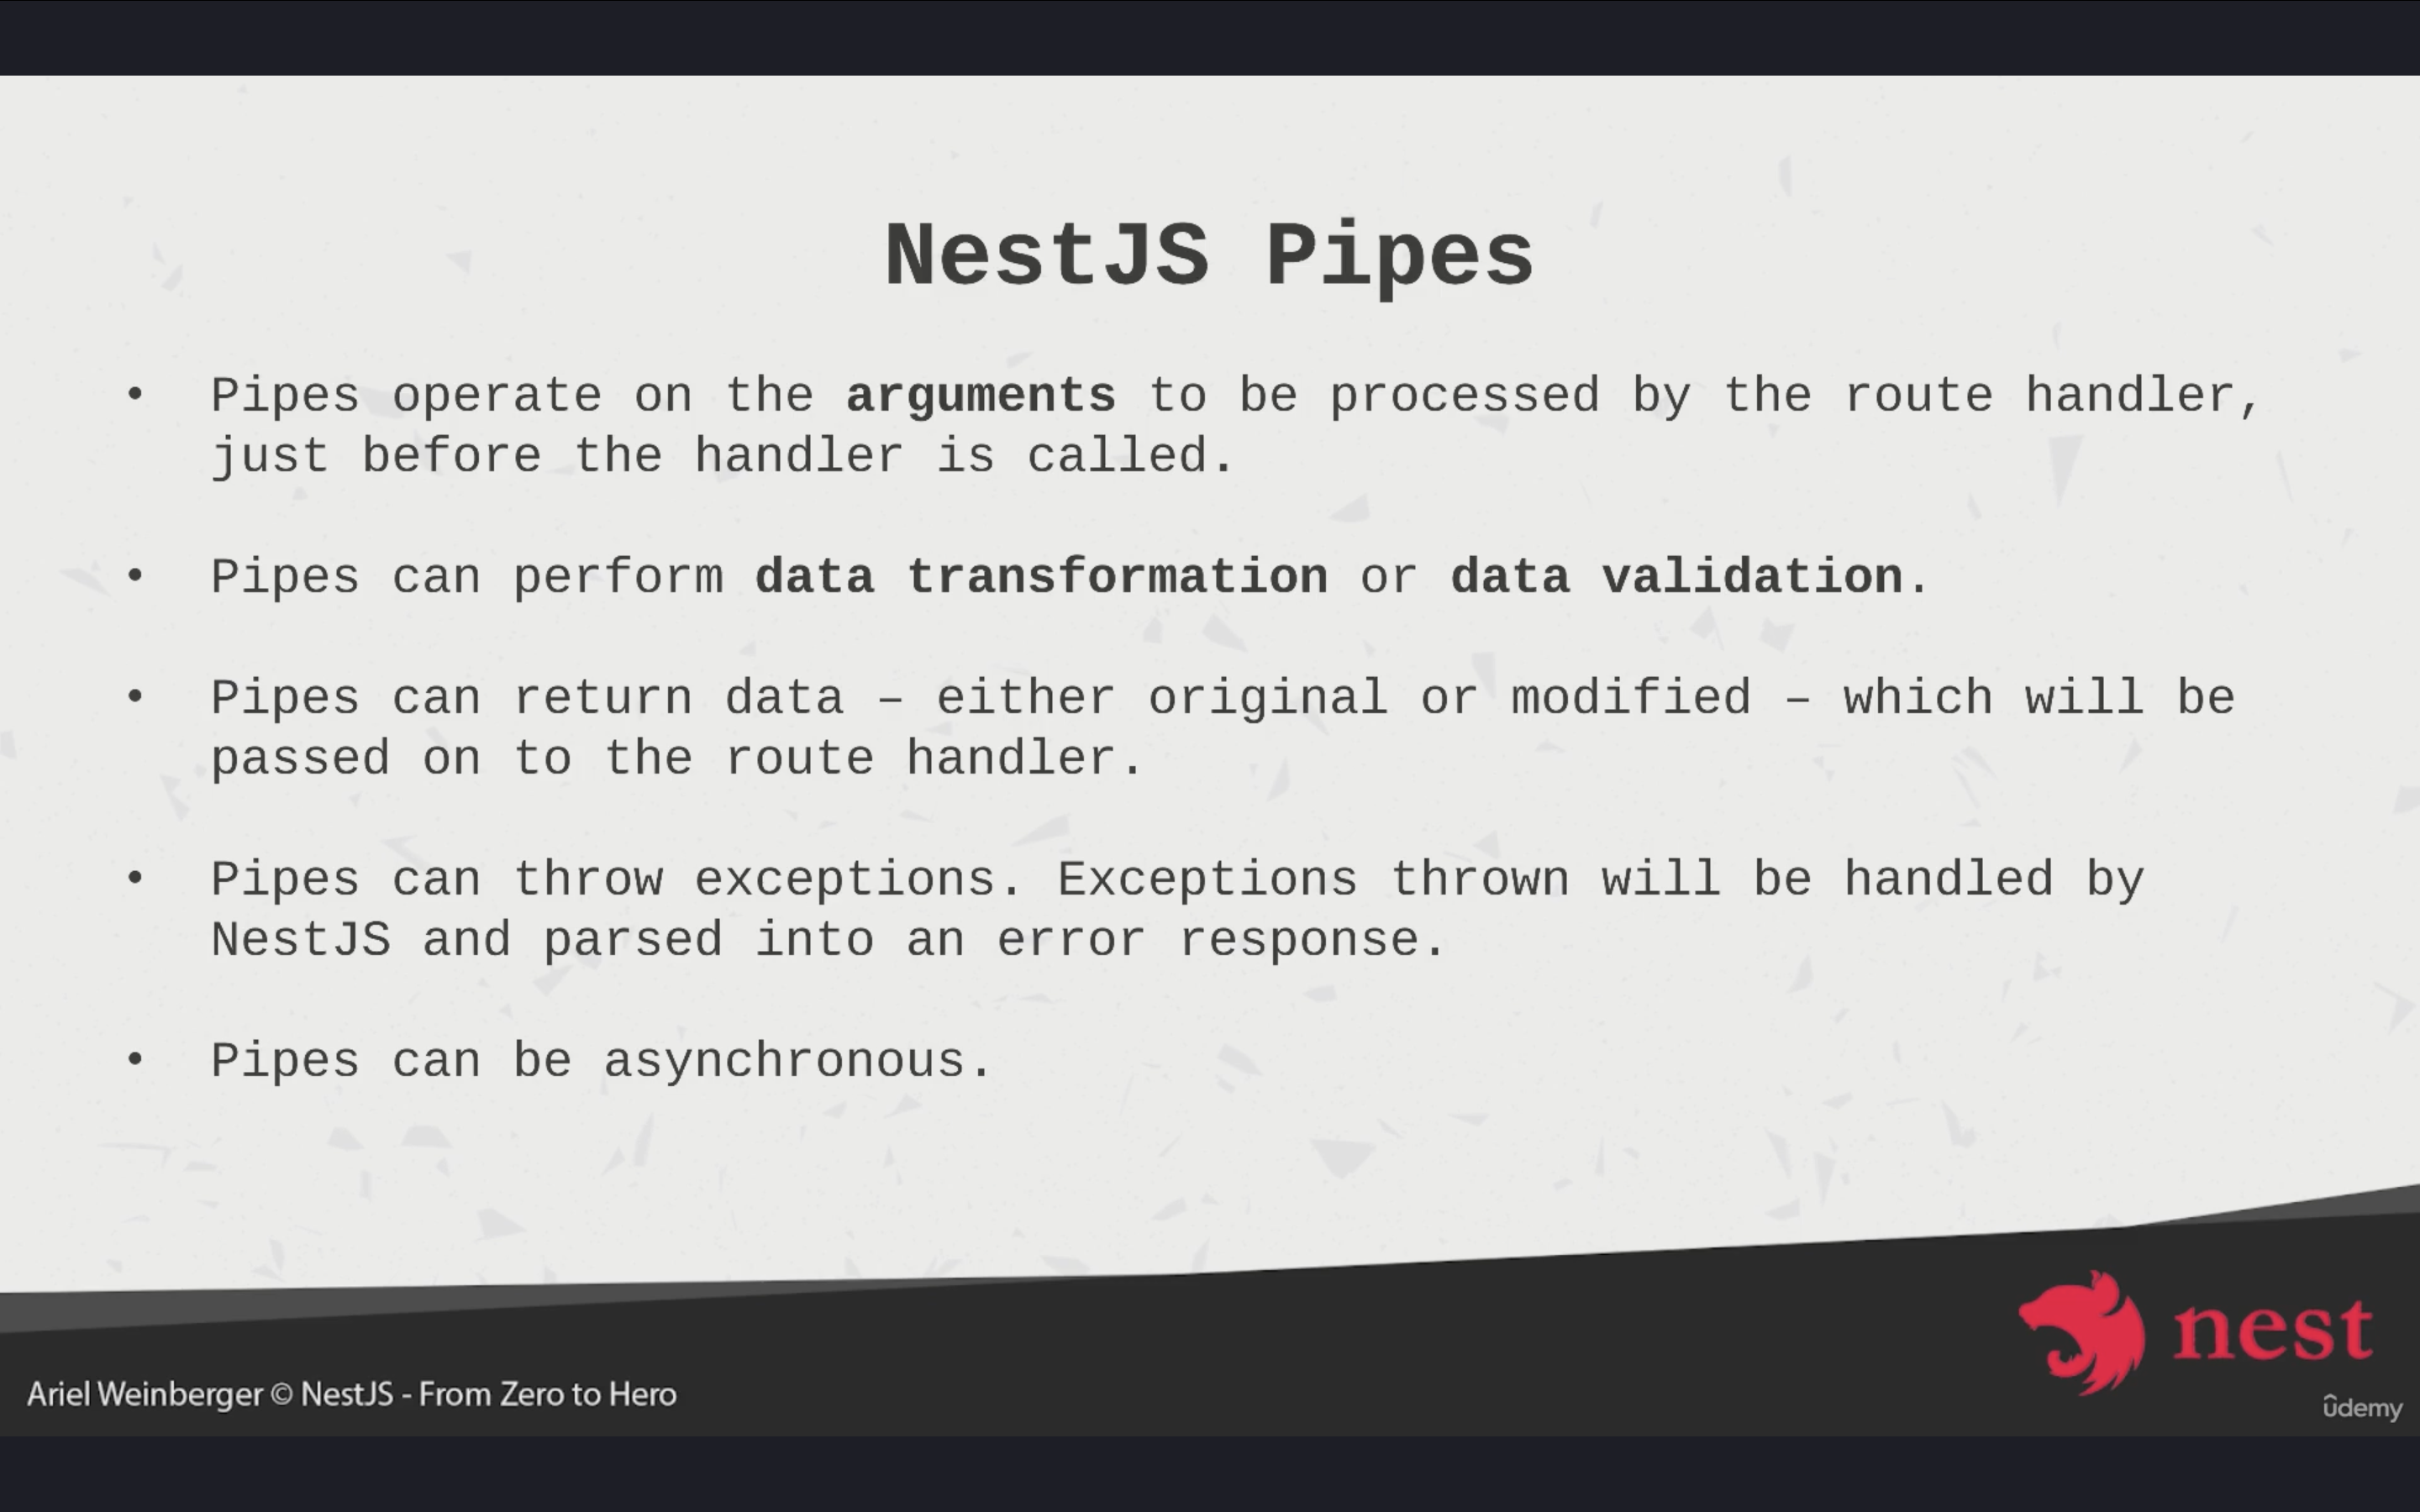 NestJS Pipes
• Pipes operate on the arguments to be processed by the route handler,
just before the handler is called.
• Pipes can perform data transformation or data validation.
• Pipes can return data – either original or modified – which will be
passed on to the route handler.
• Pipes can throw exceptions. Exceptions thrown will be handled by
NestJS and parsed into an error response.
• Pipes can be asynchronous.
nest
Ariel Weinberger © NestJS - From Zero to Hero
ûdemy